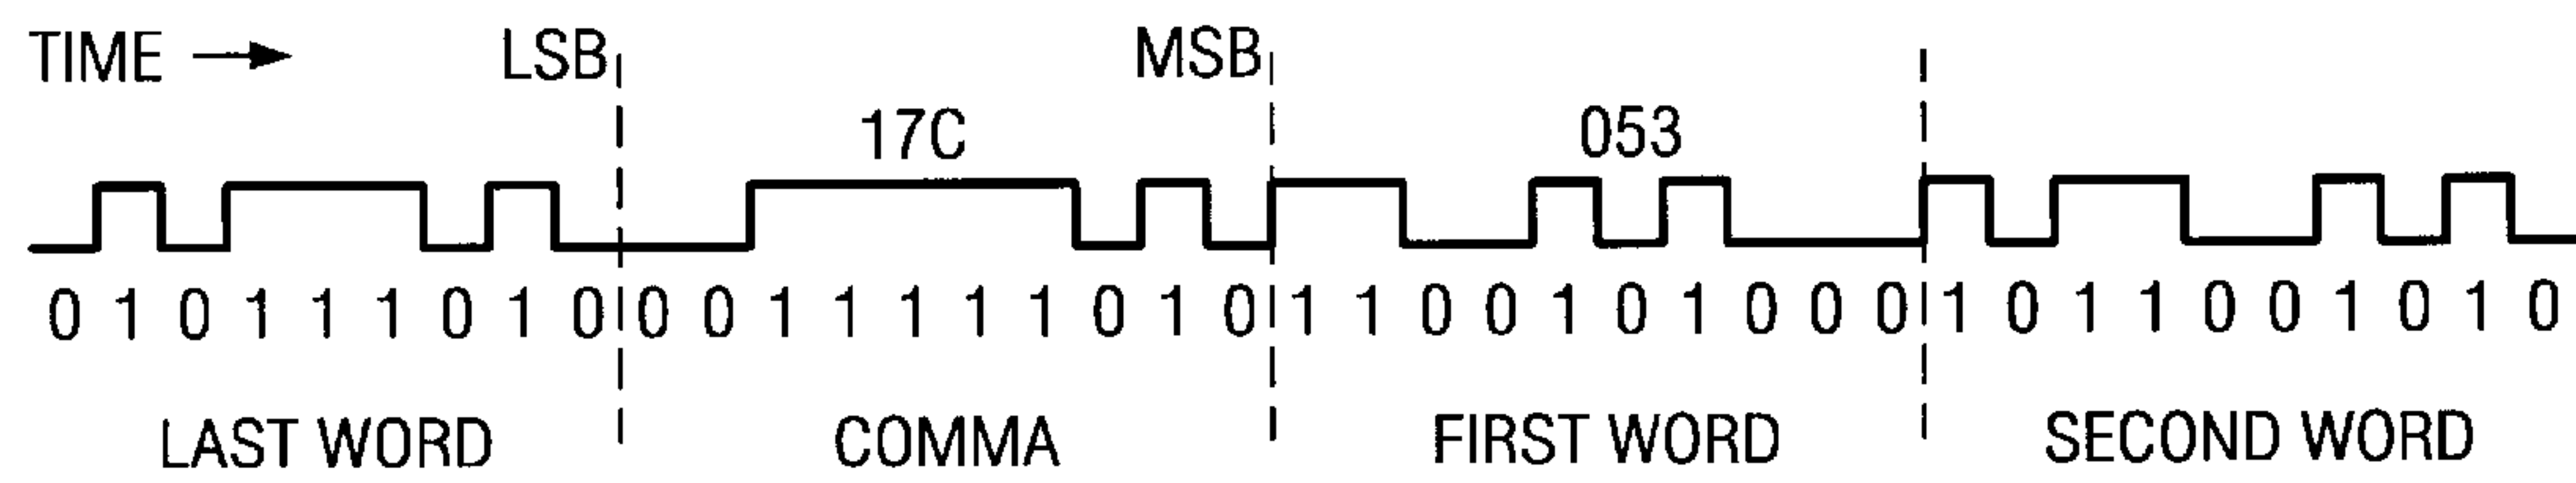 TIME LSB MSB
17C 053
0 1 0 1 1 1 0 1 0 0 0 1 1 1 1 1 0 1 0 1 1 0 0 1 0 1 0 0 0 1 0 1 1 0 0 1 0 1 0
LAST WORD COMMA FIRST WORD SECOND WORD